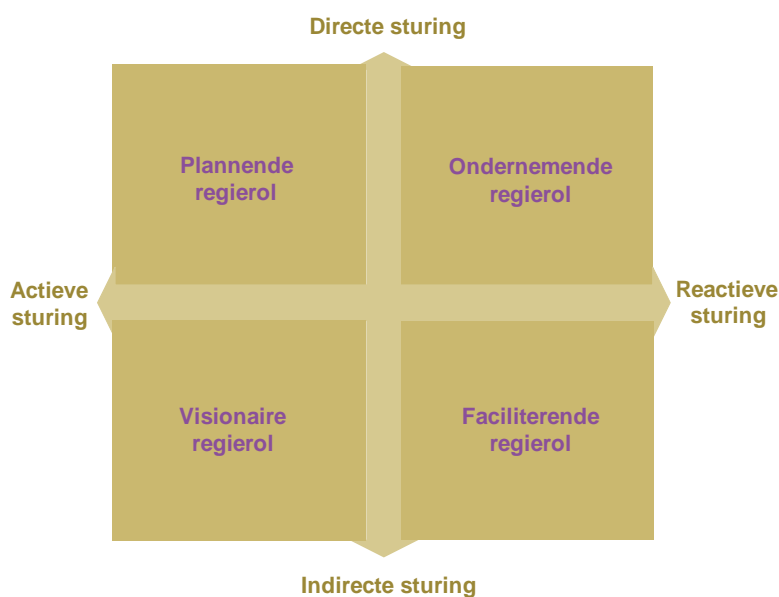 Directe sturing
Plannende
regierol
Ondernemende
regierol
Actieve
sturing
Reactieve
sturing
Visionaire
regierol
Faciliterende
regierol
Indirecte sturing